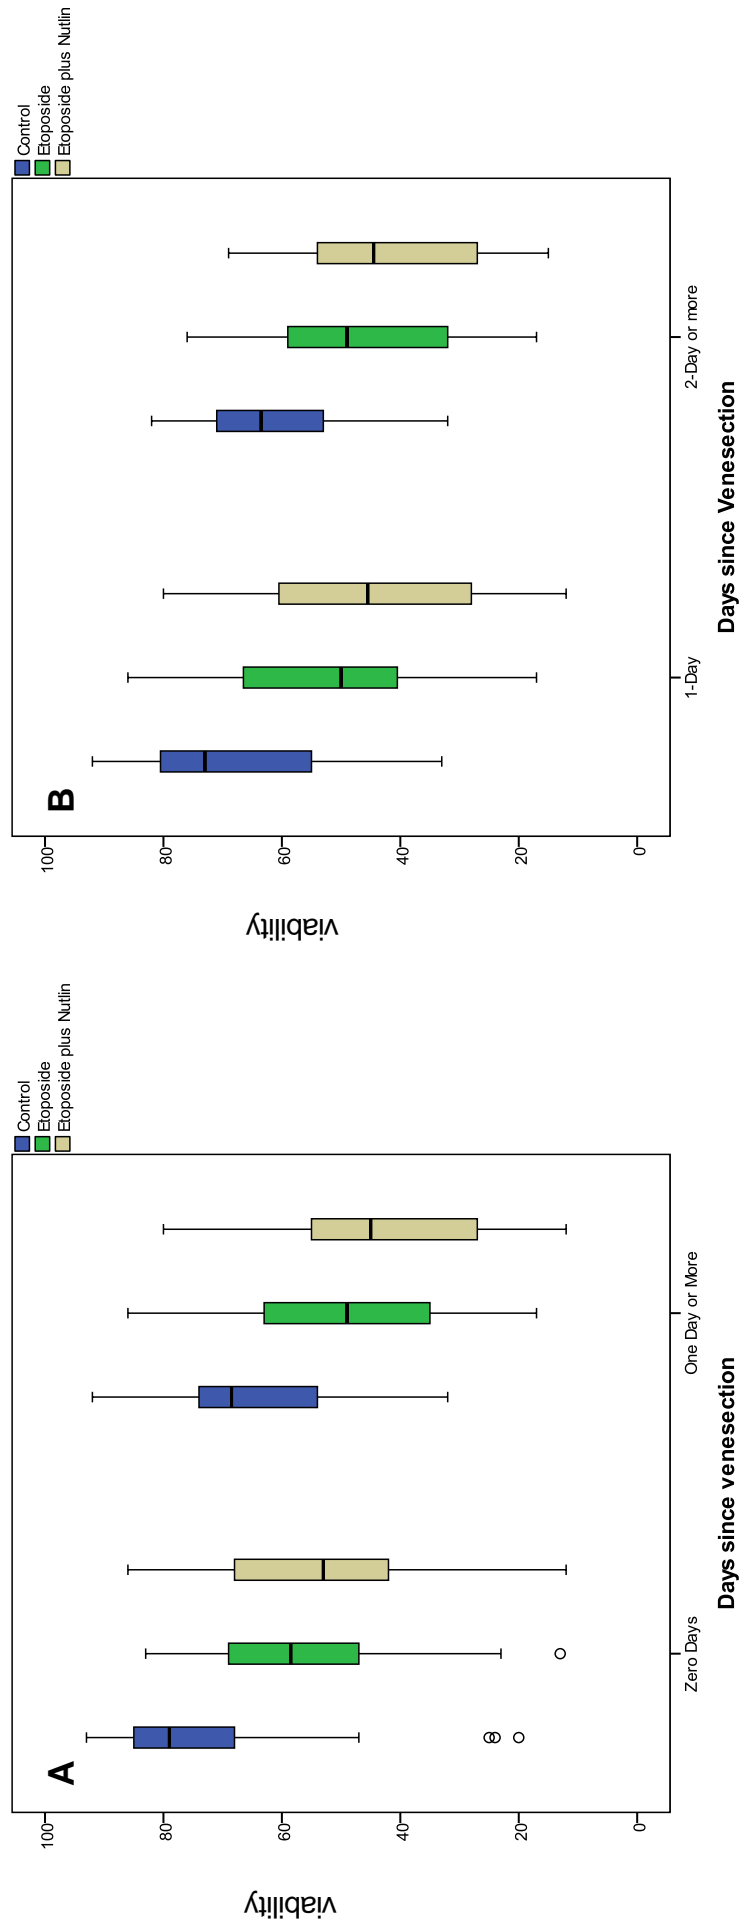 A
Control
Etoposide
Etoposide plus Nutlin
viability
100
80
60
40
20
0
Zero Days
One Day or More
Days since venesection
B
Control
Etoposide
Etoposide plus Nutlin
viability
100
80
60
40
20
0
1-Day
2-Day or more
Days since Venesection